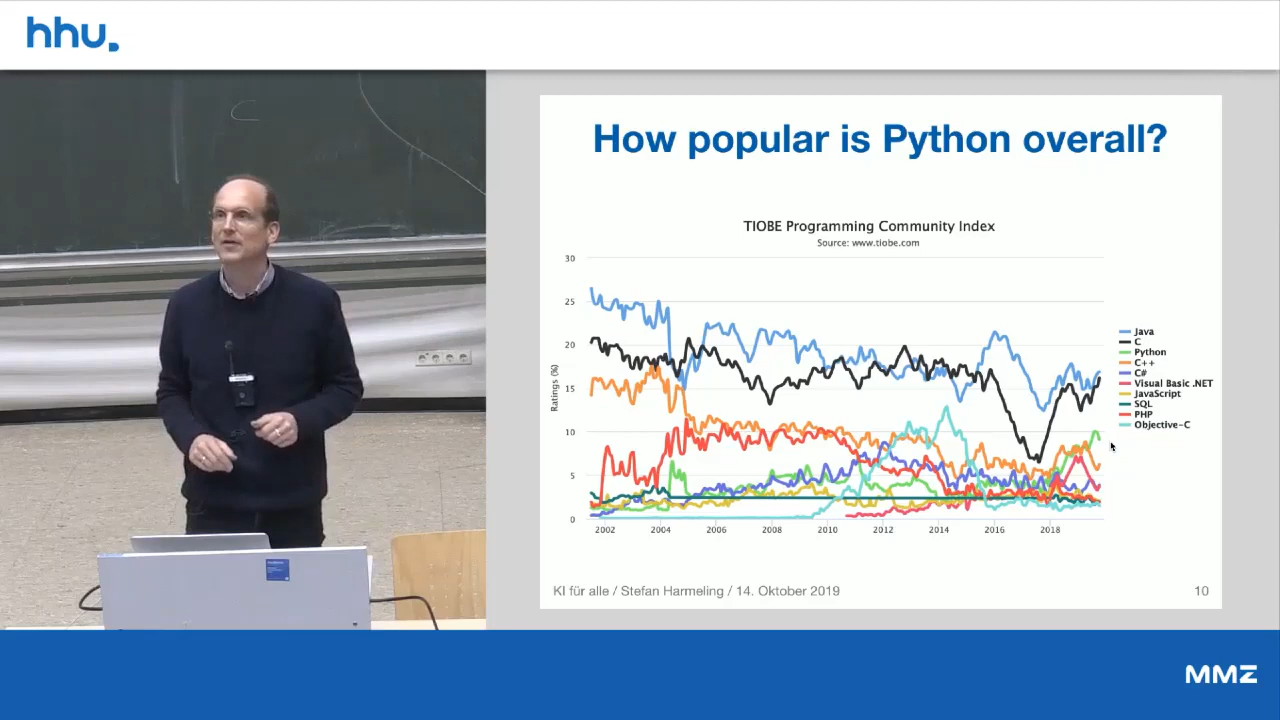 hhu.
How popular is Python overall?
TIOBE Programming Community Index
Source: www.tiobe.com
Ratings (%)
30
25
20
15
10
5
0
2002
2004
2006
2008
2010
2012
2014
2016
2018
Java
C
Python
C++
C#
Visual Basic .NET
JavaScript
SQL
PHP
Objective-C
KI für alle / Stefan Harmeling / 14. Oktober 2019
10
MMZ